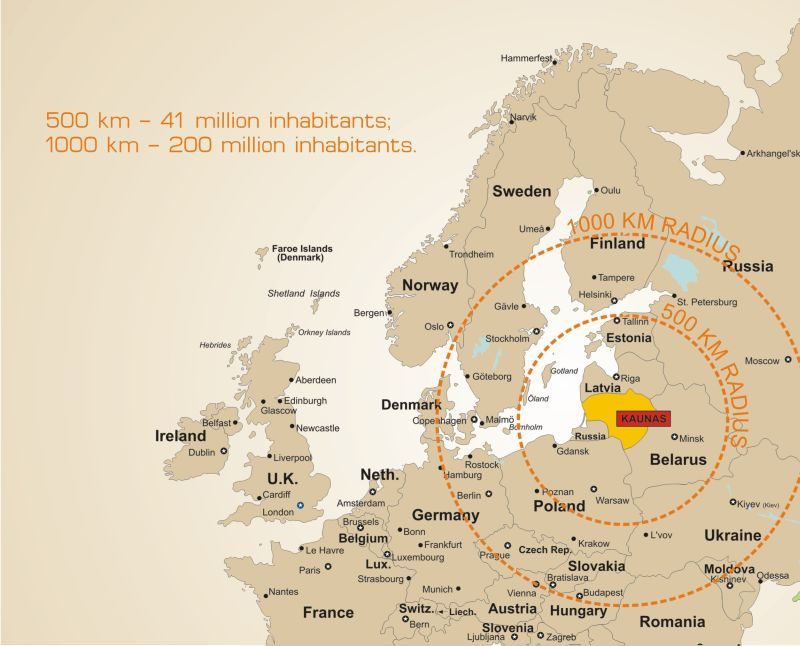 Hammerfest
500 km – 41 million inhabitants;
1000 km – 200 million inhabitants.
Narvik
Arkhangel'sk
Sweden
Oulu
1000 KM RADIUS
Umeå
Finland
Faroe Islands
(Denmark)
Trondheim
Russia
Tampere
Norway
Shetland Islands
Helsinki
St. Petersburg
Gävle
Bergen
500 KM RADIUS
Oslo
Tallinn
Orkney Islands
Stockholm
Estonia
Hebrides
Moscow
Gotland
Göteborg
Riga
Aberdeen
Latvia
Öland
Edinburgh
Denmark
Glascow
KAUNAS
Belfast
Copenhagen
Malmö
Newcastle
Bornholm
Ireland
Russia
Minsk
Dublin
Gdansk
Liverpool
Belarus
Rostock
U.K.
Neth.
Hamburg
Cardiff
Berlin
Poznan
Warsaw
Amsterdam
Poland
Kiyev (Kiev)
London
Germany
Brussels
Bonn
Ukraine
Belgium
L'vov
Krakow
Frankfurt
Le Havre
Prague
Czech Rep.
Luxembourg
Lux.
Slovakia
Moldova
Paris
Strasbourg
Bratislava
Kishinev
Odessa
Munich
Nantes
Vienna
Budapest
France
Switz.
Liech.
Austria
Hungary
Bern
Romania
Slovenia
Ljubljana
Zagreb